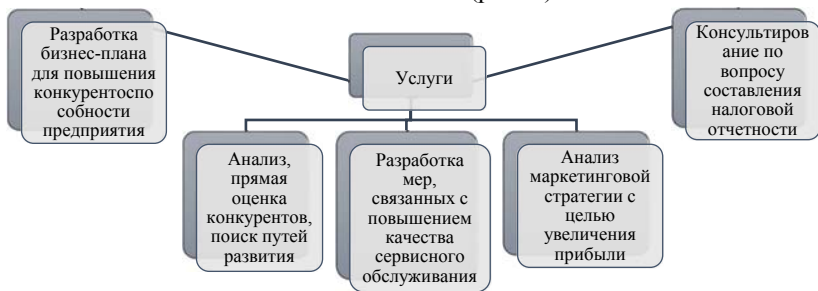 Разработка
бизнес-плана
для повышения
конкурентоспо
собности
предприятия
Услуги
Консультиров
ание по
вопросу
составления
налоговой
отчетности
Анализ,
прямая
оценка
конкурентов,
поиск путей
развития
Разработка
мер,
связанных с
повышением
качества
сервисного
обслуживания
Анализ
маркетинговой
стратегии с
целью
увеличения
прибыли